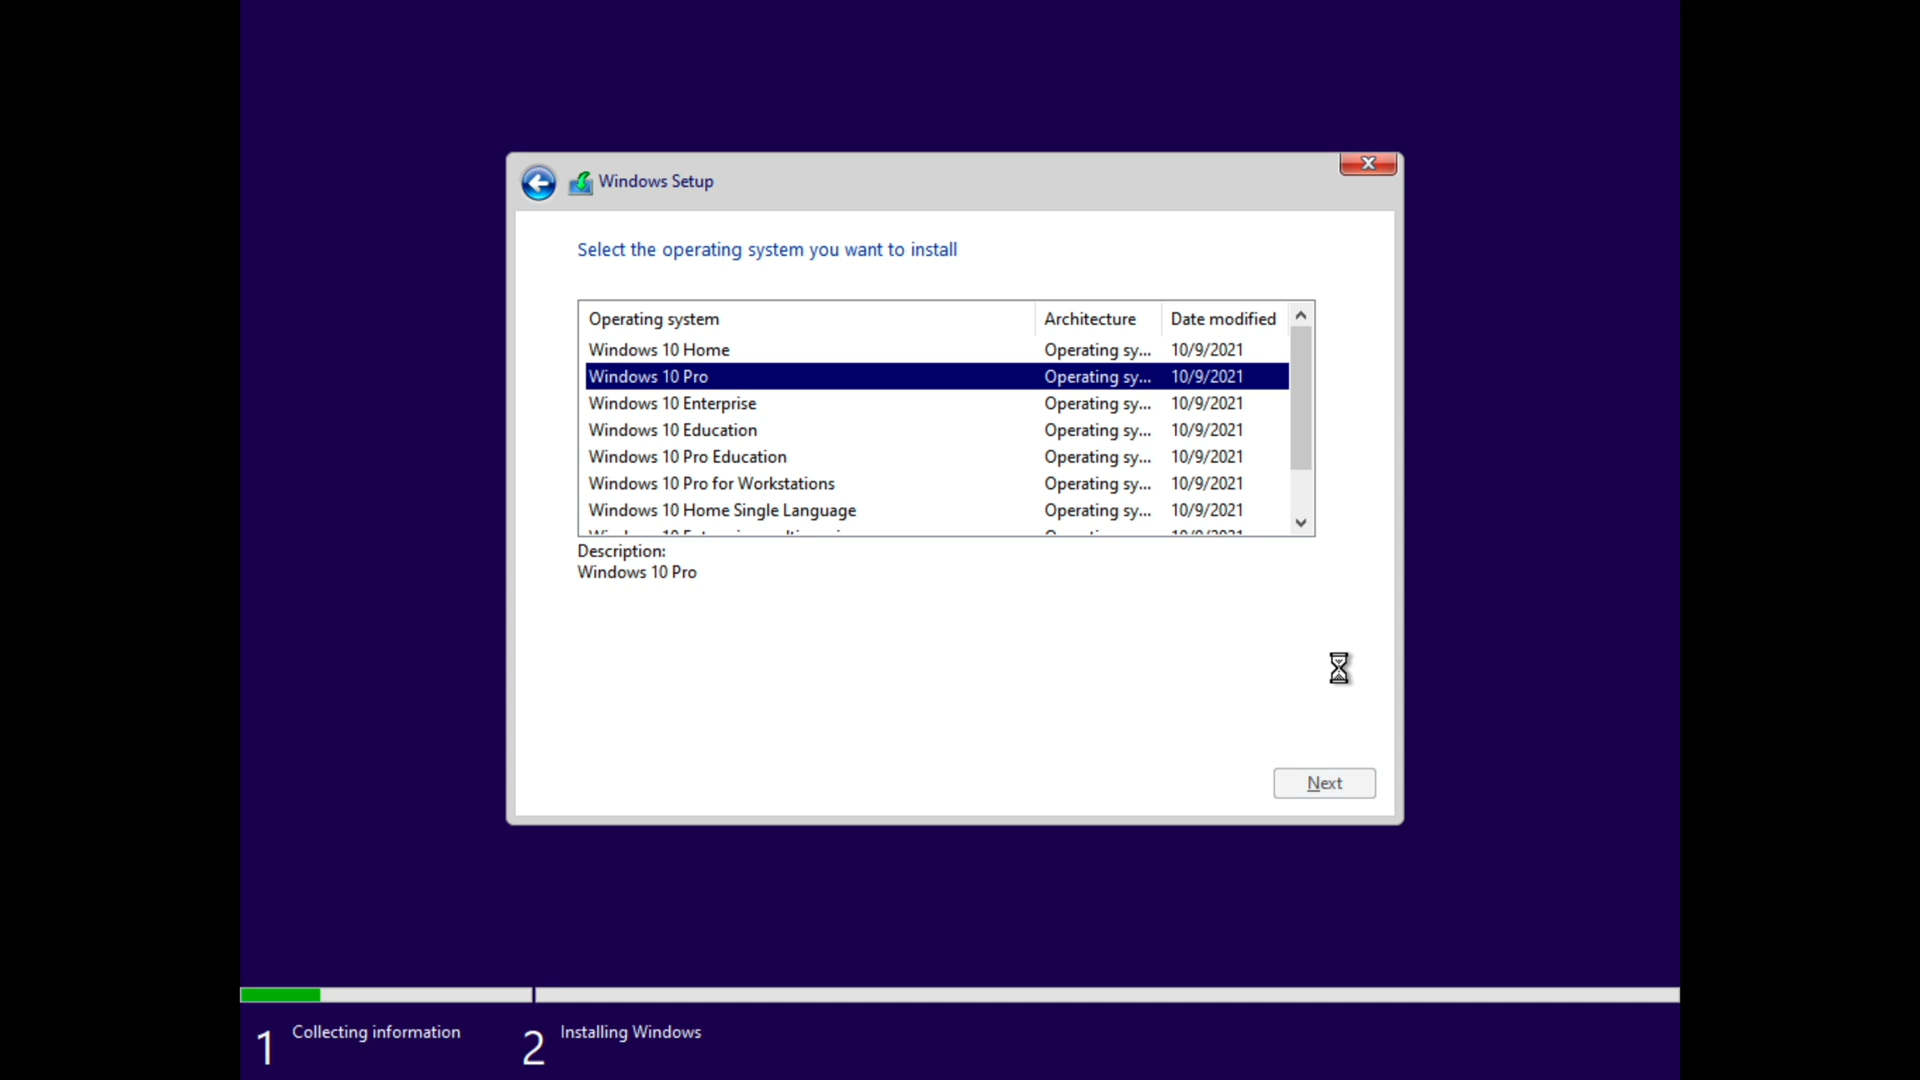 Windows Setup
Select the operating system you want to install
Operating system Architecture Date modified
Windows 10 Home Operating sy... 10/9/2021
Windows 10 Pro Operating sy... 10/9/2021
Windows 10 Enterprise Operating sy... 10/9/2021
Windows 10 Education Operating sy... 10/9/2021
Windows 10 Pro Education Operating sy... 10/9/2021
Windows 10 Pro for Workstations Operating sy... 10/9/2021
Windows 10 Home Single Language Operating sy... 10/9/2021
Description:
Windows 10 Pro
Next
1 Collecting information 2 Installing Windows